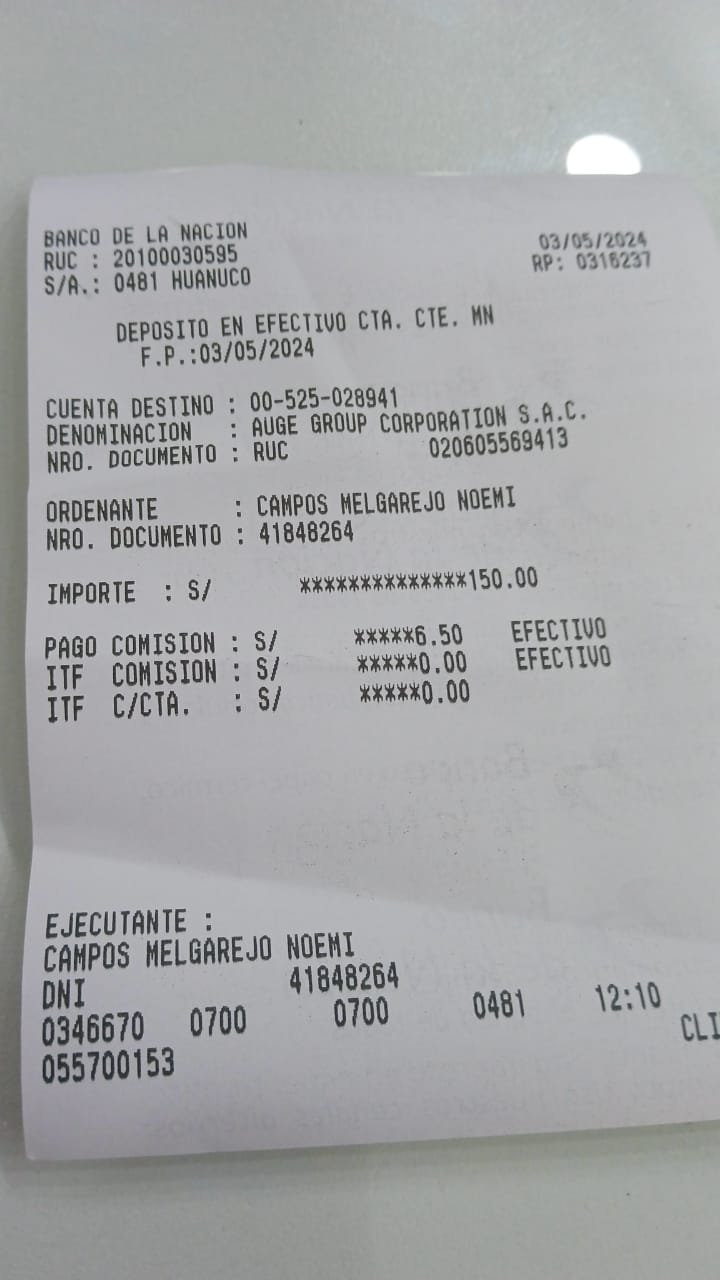 BANCO DE LA NACION 03/05/2024
RUC : 20100030595 RP: 0316237
S/A.: 0481 HUANUCO
DEPOSITO EN EFECTIVO CTA. CTE. MN
F.P.:03/05/2024
CUENTA DESTINO : 00-525-028941
DENOMINACION : AUGE GROUP CORPORATION S.A.C.
NRO. DOCUMENTO : RUC 020605569413
ORDENANTE : CAMPOS MELGAREJO NOEMI
NRO. DOCUMENTO : 41848264
IMPORTE : S/ **************150.00
PAGO COMISION : S/ *****6.50 EFECTIVO
ITF COMISION : S/ *****0.00 EFECTIVO
ITF C/CTA. : S/ *****0.00
EJECUTANTE :
CAMPOS MELGAREJO NOEMI
DNI 41848264
0346670 0700 0700 0481 12:10
055700153 CLI